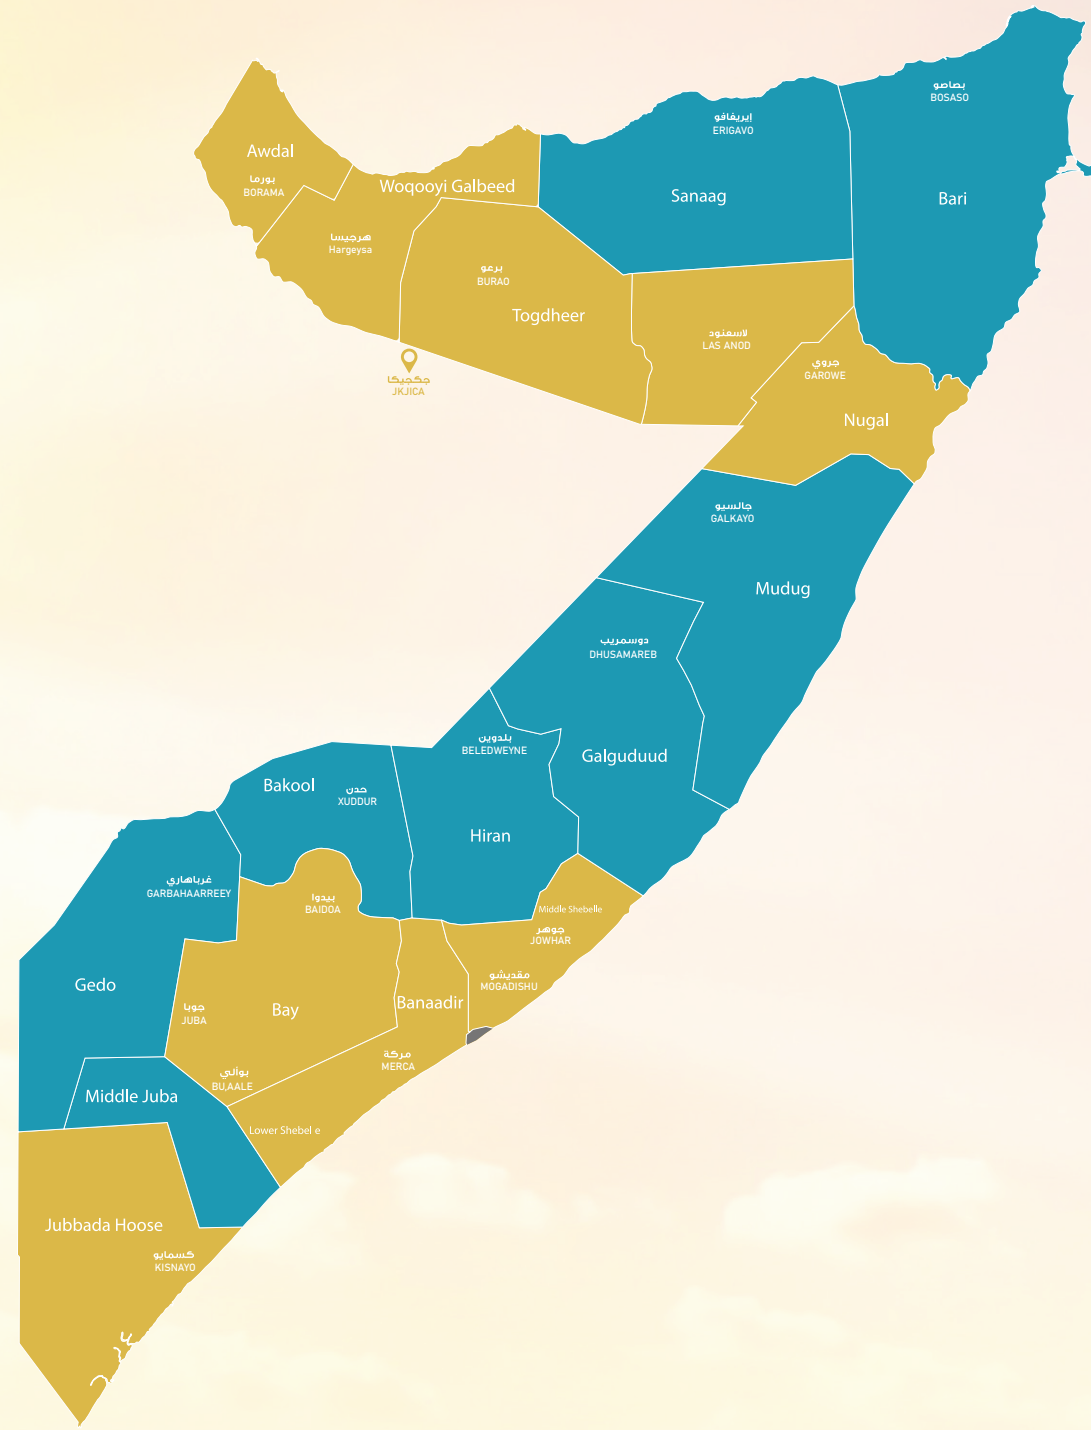 بصاصو
BOSASO
إيريفافو
ERIGAVO
Awdal
بورما
BORAMA
Woqooyi Galbeed
Sanaag
Bari
هرجيسا
Hargeysa
برعو
BURAO
Togdheer
لاسعنود
LAS ANOD
جروي
GAROWE
جكجيكا
JKJICA
Nugal
جالسيو
GALKAYO
Mudug
دوسمريب
DHUSAMAREB
بلدوين
BELEDWEYNE
Galguduud
Bakool
حدن
XUDDUR
Hiran
غرباهاري
GARBAHAARREEY
بيدوا
BAIDOA
Middle Shebelle
جوهر
JOWHAR
مقديشو
MOGADISHU
Gedo
جوبا
JUBA
Bay
Banaadir
مركة
MERCA
بوآلي
BU,AALE
Middle Juba
Lower Shebel e
Jubbada Hoose
كسمايو
KISNAYO